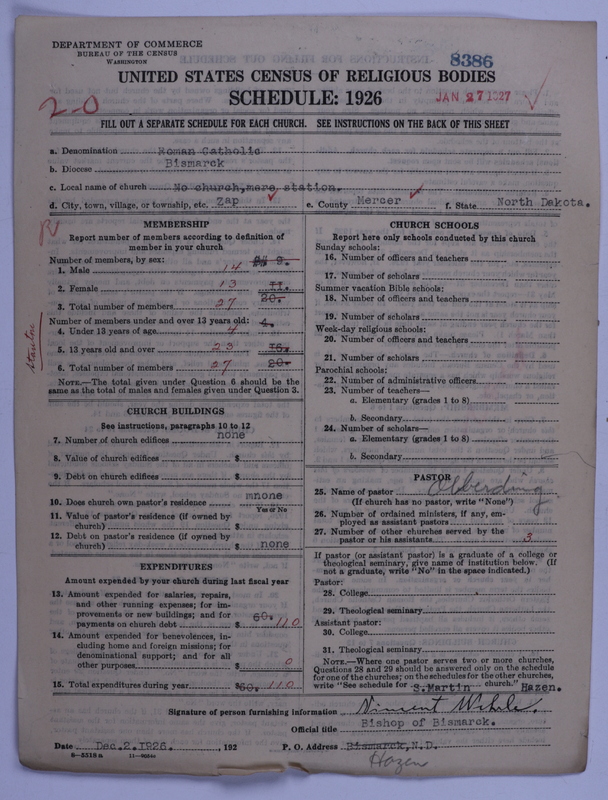 DEPARTMENT OF COMMERCE
BUREAU OF THE CENSUS
WASHINGTON
8386
UNITED STATES CENSUS OF RELIGIOUS BODIES
SCHEDULE: 1926
JAN 27 1927
2-0
FILL OUT A SEPARATE SCHEDULE FOR EACH CHURCH. SEE INSTRUCTIONS ON THE BACK OF THIS SHEET
a. Denomination Roman Catholic
b. Diocese Bismarck
c. Local name of church No church, mere station.
d. City, town, village, or township, etc. Zap e. County Mercer f. State North Dakota.
MEMBERSHIP
Report number of members according to definition of
member in your church
Number of members, by sex:
1. Male 14 9.
2. Female 13 11.
3. Total number of members 27 20.
Number of members under and over 13 years old:
4. Under 13 years of age 4 4.
5. 13 years old and over 23 16.
6. Total number of members 27 20.
NOTE.—The total given under Question 6 should be the
same as the total of males and females given under Question 3.
CHURCH BUILDINGS
See instructions, paragraphs 10 to 12
7. Number of church edifices none
8. Value of church edifices $
9. Debt on church edifices $
10. Does church own pastor's residence mnone
Yes or No
11. Value of pastor's residence (if owned by
church) $
12. Debt on pastor's residence (if owned by
church) $ none
EXPENDITURES
Amount expended by your church during last fiscal year
13. Amount expended for salaries, repairs,
and other running expenses; for im-
provements or new buildings; and for
payments on church debt $ 60. 110
14. Amount expended for benevolences, in-
cluding home and foreign missions; for
denominational support; and for all
other purposes $ 0
15. Total expenditures during year $60. 110
CHURCH SCHOOLS
Report here only schools conducted by this church
Sunday schools:
16. Number of officers and teachers
17. Number of scholars
Summer vacation Bible schools:
18. Number of officers and teachers
19. Number of scholars
Week-day religious schools:
20. Number of officers and teachers
21. Number of scholars
Parochial schools:
22. Number of administrative officers
23. Number of teachers—
a. Elementary (grades 1 to 8)
b. Secondary
24. Number of scholars—
a. Elementary (grades 1 to 8)
b. Secondary
PASTOR
25. Name of pastor Olberding
(If church has no pastor, write "None")
26. Number of ordained ministers, if any, em-
ployed as assistant pastors
27. Number of other churches served by the
pastor or his assistants 3
If pastor (or assistant pastor) is a graduate of a college or
theological seminary, give name of institution below. (If
not a graduate, write "No" in the space indicated.)
Pastor:
28. College
29. Theological seminary
Assistant pastor:
30. College
31. Theological seminary
NOTE.—Where one pastor serves two or more churches,
Questions 28 and 29 should be answered only on the schedule
for one of the churches; on the schedules for the other churches,
write "See schedule for S.Martin church." Hazen.
Signature of person furnishing information Vincent Wehrle
Official title Bishop of Bismarck.
Date Dec.2.1926., 192 P. O. Address Bismarck, N.D.
Hazen